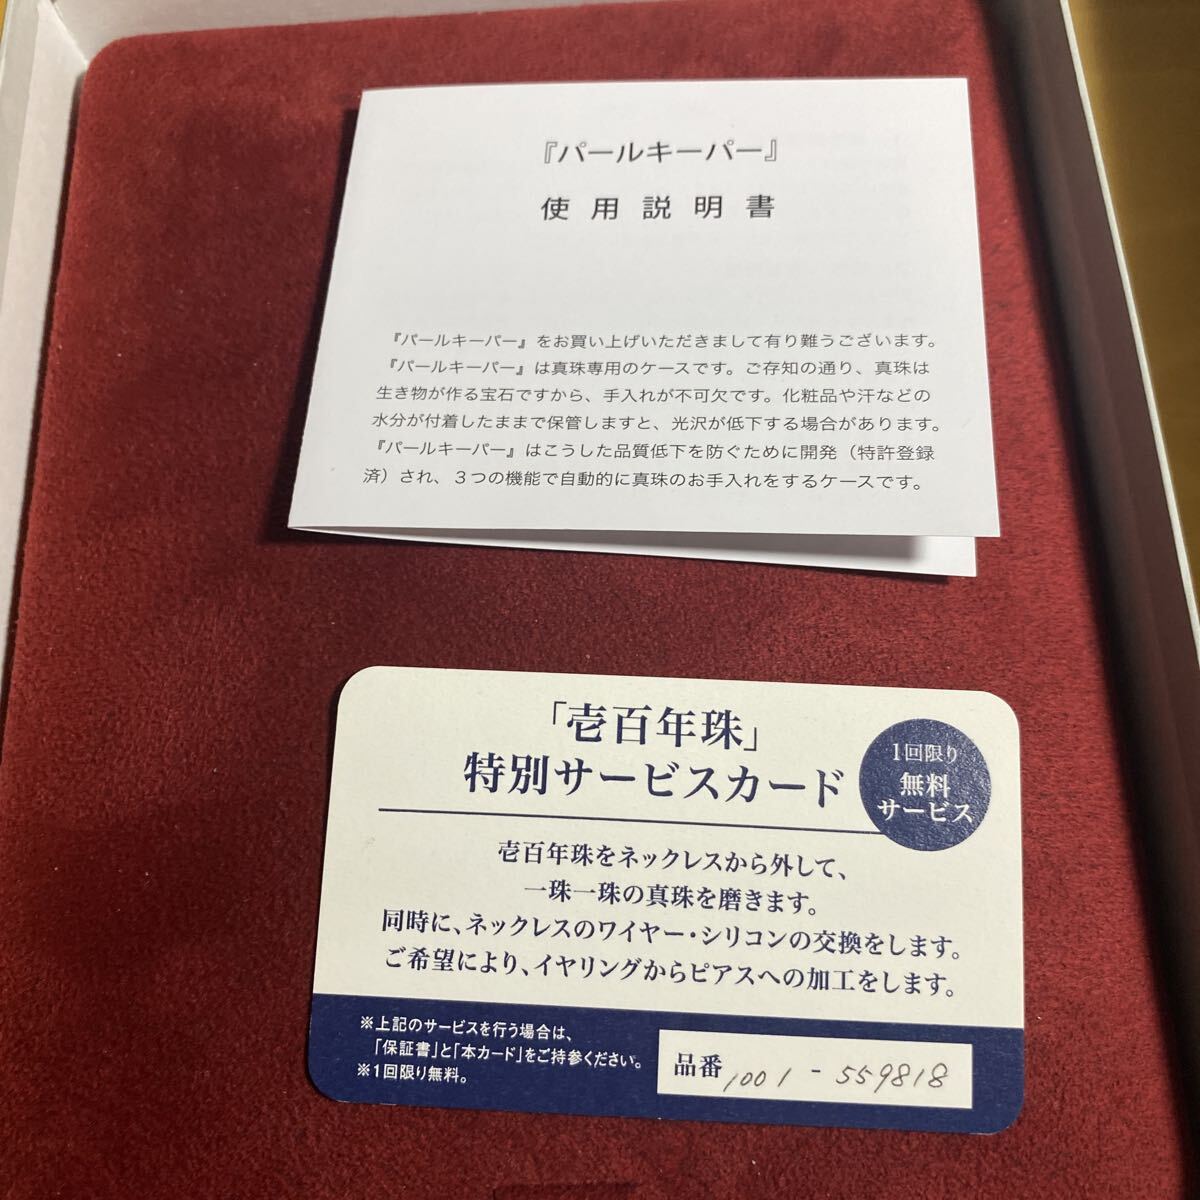 『パールキーパー』
使用説明書
『パールキーパー』をお買い上げいただきまして有り難うございます。
『パールキーパー』は真珠専用のケースです。ご存知の通り、真珠は
生き物が作る宝石ですから、手入れが不可欠です。化粧品や汗などの
水分が付着したままで保管しますと、光沢が低下する場合があります。
『パールキーパー』はこうした品質低下を防ぐために開発（特許登録
済）され、３つの機能で自動的に真珠のお手入れをするケースです。
「壱百年珠」
特別サービスカード
1回限り
無料
サービス
壱百年珠をネックレスから外して、
一珠一珠の真珠を磨きます。
同時に、ネックレスのワイヤー・シリコンの交換をします。
ご希望により、イヤリングからピアスへの加工をします。
※上記のサービスを行う場合は、
「保証書」と「本カード」をご持参ください。
※1回限り無料。
品番 1001 - 559818